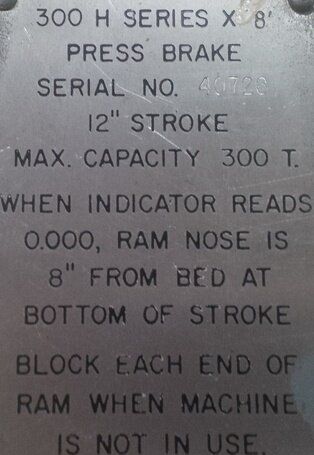 300 H SERIES X 8'
PRESS BRAKE
SERIAL NO. 46720
12" STROKE
MAX. CAPACITY 300 T.
WHEN INDICATOR READS
0.000, RAM NOSE IS
8" FROM BED AT
BOTTOM OF STROKE
BLOCK EACH END OF
RAM WHEN MACHINE
IS NOT IN USE.